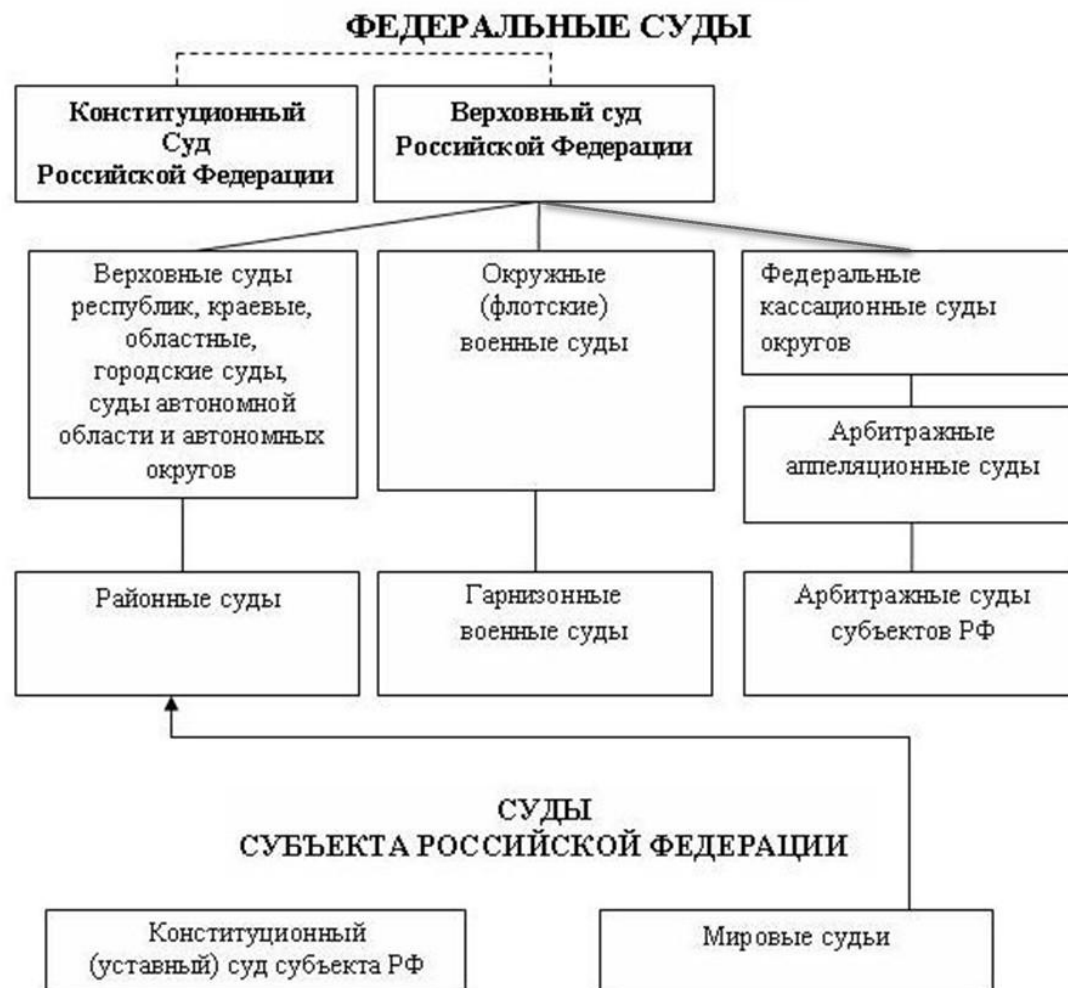 ФЕДЕРАЛЬНЫЕ СУДЫ
Конституционный
Суд
Российской Федерации
Верховный суд
Российской Федерации
Верховные суды
республик, краевые,
областные,
городские суды,
суды автономной
области и автономных
округов
Окружные
(флотские)
военные суды
Федеральные
кассационные суды
округов
Арбитражные
аппеляционные суды
Районные суды
Гарнизонные
военные суды
Арбитражные суды
субъектов РФ
СУДЫ
СУБЪЕКТА РОССИЙСКОЙ ФЕДЕРАЦИИ
Конституционный
(уставный) суд субъекта РФ
Мировые судьи